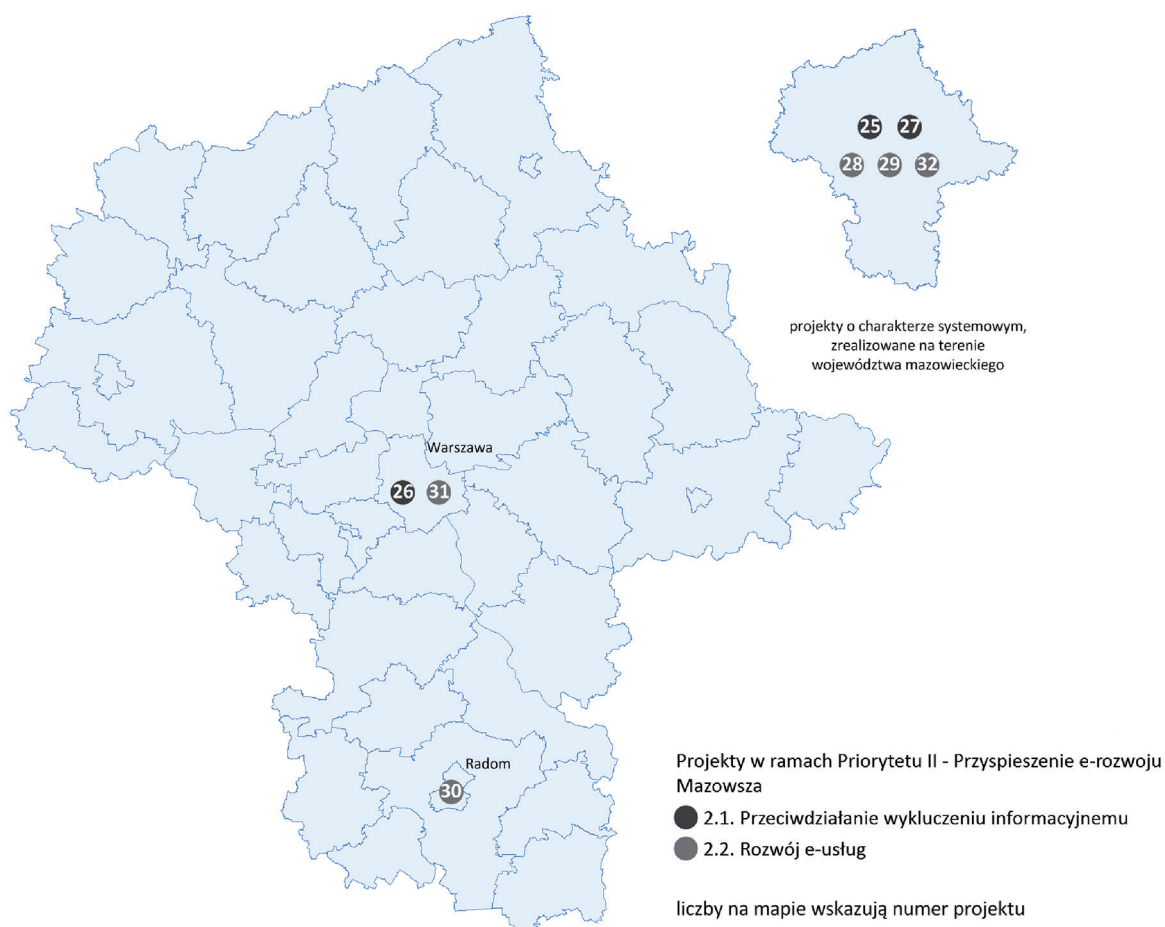 25 27
28 29 32
projekty o charakterze systemowym,
zrealizowane na terenie
województwa mazowieckiego
Warszawa
26 31
Radom
30
Projekty w ramach Priorytetu II - Przyspieszenie e-rozwoju
Mazowsza
2.1. Przeciwdziałanie wykluczeniu informacyjnemu
2.2. Rozwój e-usług
liczby na mapie wskazują numer projektu